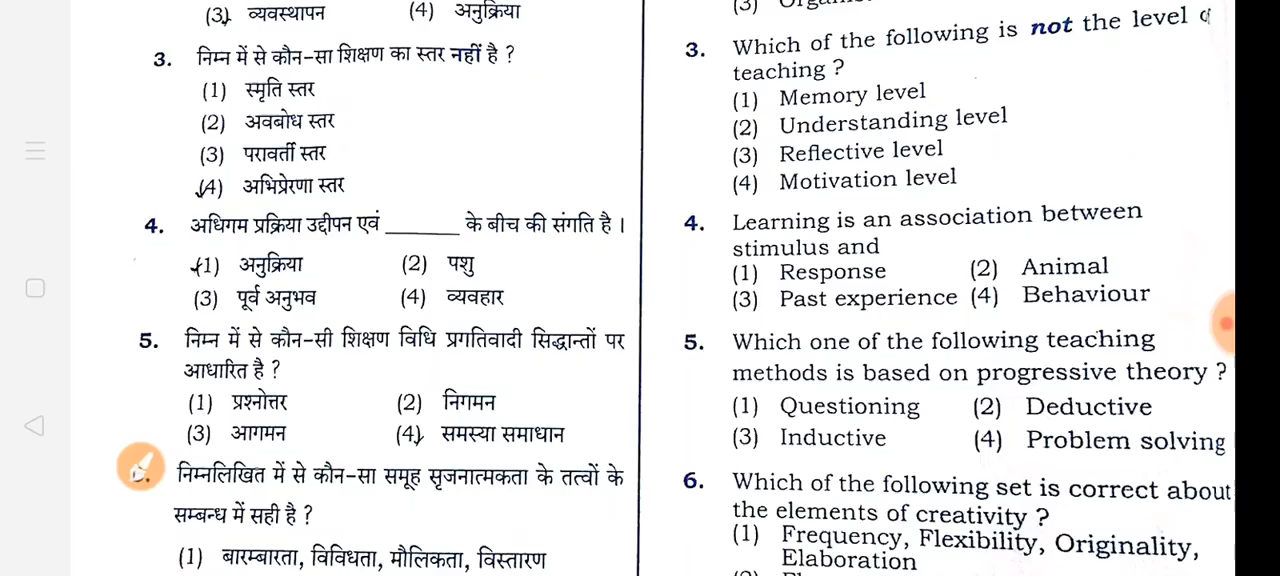 (3) व्यवस्थापन (4) अनुक्रिया
3. निम्न में से कौन-सा शिक्षण का स्तर नहीं है ?
(1) स्मृति स्तर
(2) अवबोध स्तर
(3) परावर्ती स्तर
(4) अभिप्रेरणा स्तर
4. अधिगम प्रक्रिया उद्दीपन एवं ________ के बीच की संगति है ।
(1) अनुक्रिया (2) पशु
(3) पूर्व अनुभव (4) व्यवहार
5. निम्न में से कौन-सी शिक्षण विधि प्रगतिवादी सिद्धान्तों पर
आधारित है ?
(1) प्रश्नोत्तर (2) निगमन
(3) आगमन (4) समस्या समाधान
निम्नलिखित में से कौन-सा समूह सृजनात्मकता के तत्वों के
सम्बन्ध में सही है ?
(1) बारम्बारता, विविधता, मौलिकता, विस्तारण
(3)
3. Which of the following is not the level
teaching ?
(1) Memory level
(2) Understanding level
(3) Reflective level
(4) Motivation level
4. Learning is an association between
stimulus and
(1) Response (2) Animal
(3) Past experience (4) Behaviour
5. Which one of the following teaching
methods is based on progressive theory ?
(1) Questioning (2) Deductive
(3) Inductive (4) Problem solving
6. Which of the following set is correct about
the elements of creativity ?
(1) Frequency, Flexibility, Originality,
Elaboration